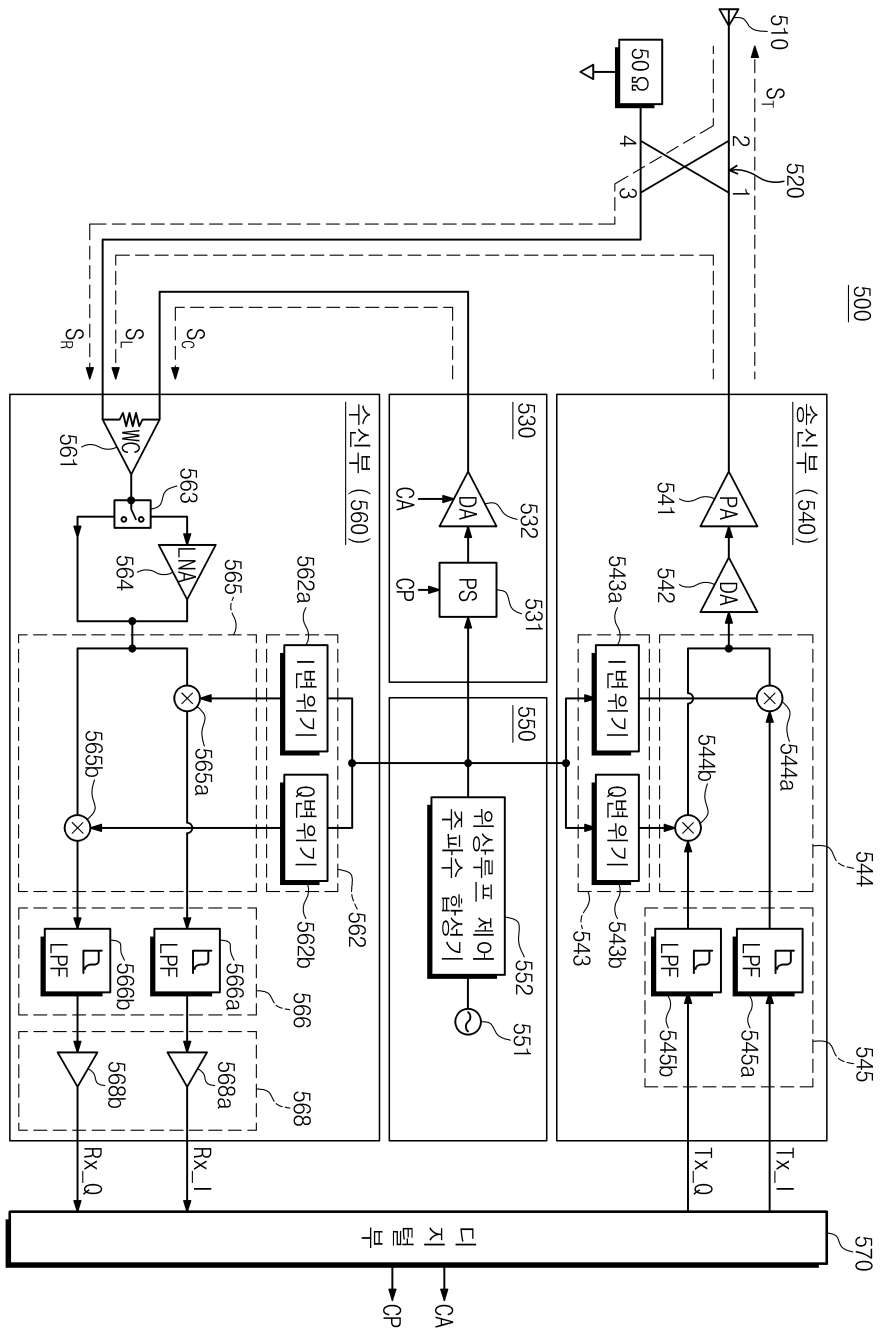 500
510
S_T
520
2
1
4
3
50Ω
S_C
S_L
S_R
송신부 (540)
PA
541
DA
542
543a
I변위기
Q변위기
543b
543
544a
544b
544
LPF
545a
LPF
545b
545
Tx_I
Tx_Q
530
DA
532
CA
PS
531
CP
550
위상루프 제어
주파수 합성기
552
551
수신부 (560)
WC
561
563
LNA
564
565
562a
I변위기
Q변위기
562b
562
565a
565b
LPF
566a
LPF
566b
566
568a
568b
568
Rx_I
Rx_Q
디지털부
570
CA
CP